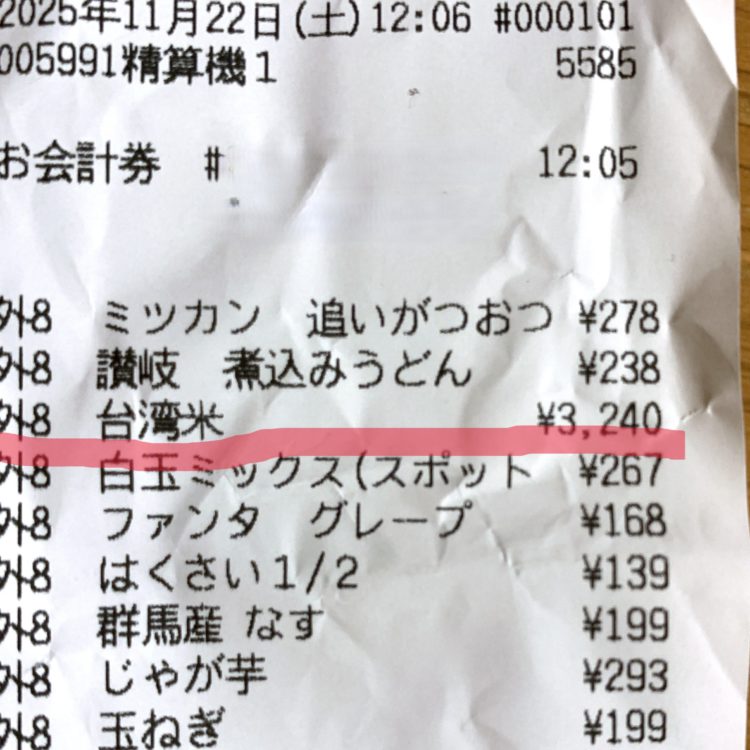 2025年11月22日(土)12:06 #000101
005991精算機1 5585
お会計券 # 12:05
外8 ミツカン 追いがつおつ ¥278
外8 讃岐 煮込みうどん ¥238
外8 台湾米 ¥3,240
外8 白玉ミックス(スポット ¥267
外8 ファンタ グレープ ¥168
外8 はくさい1/2 ¥139
外8 群馬産 なす ¥199
外8 じゃが芋 ¥293
外8 玉ねぎ ¥199